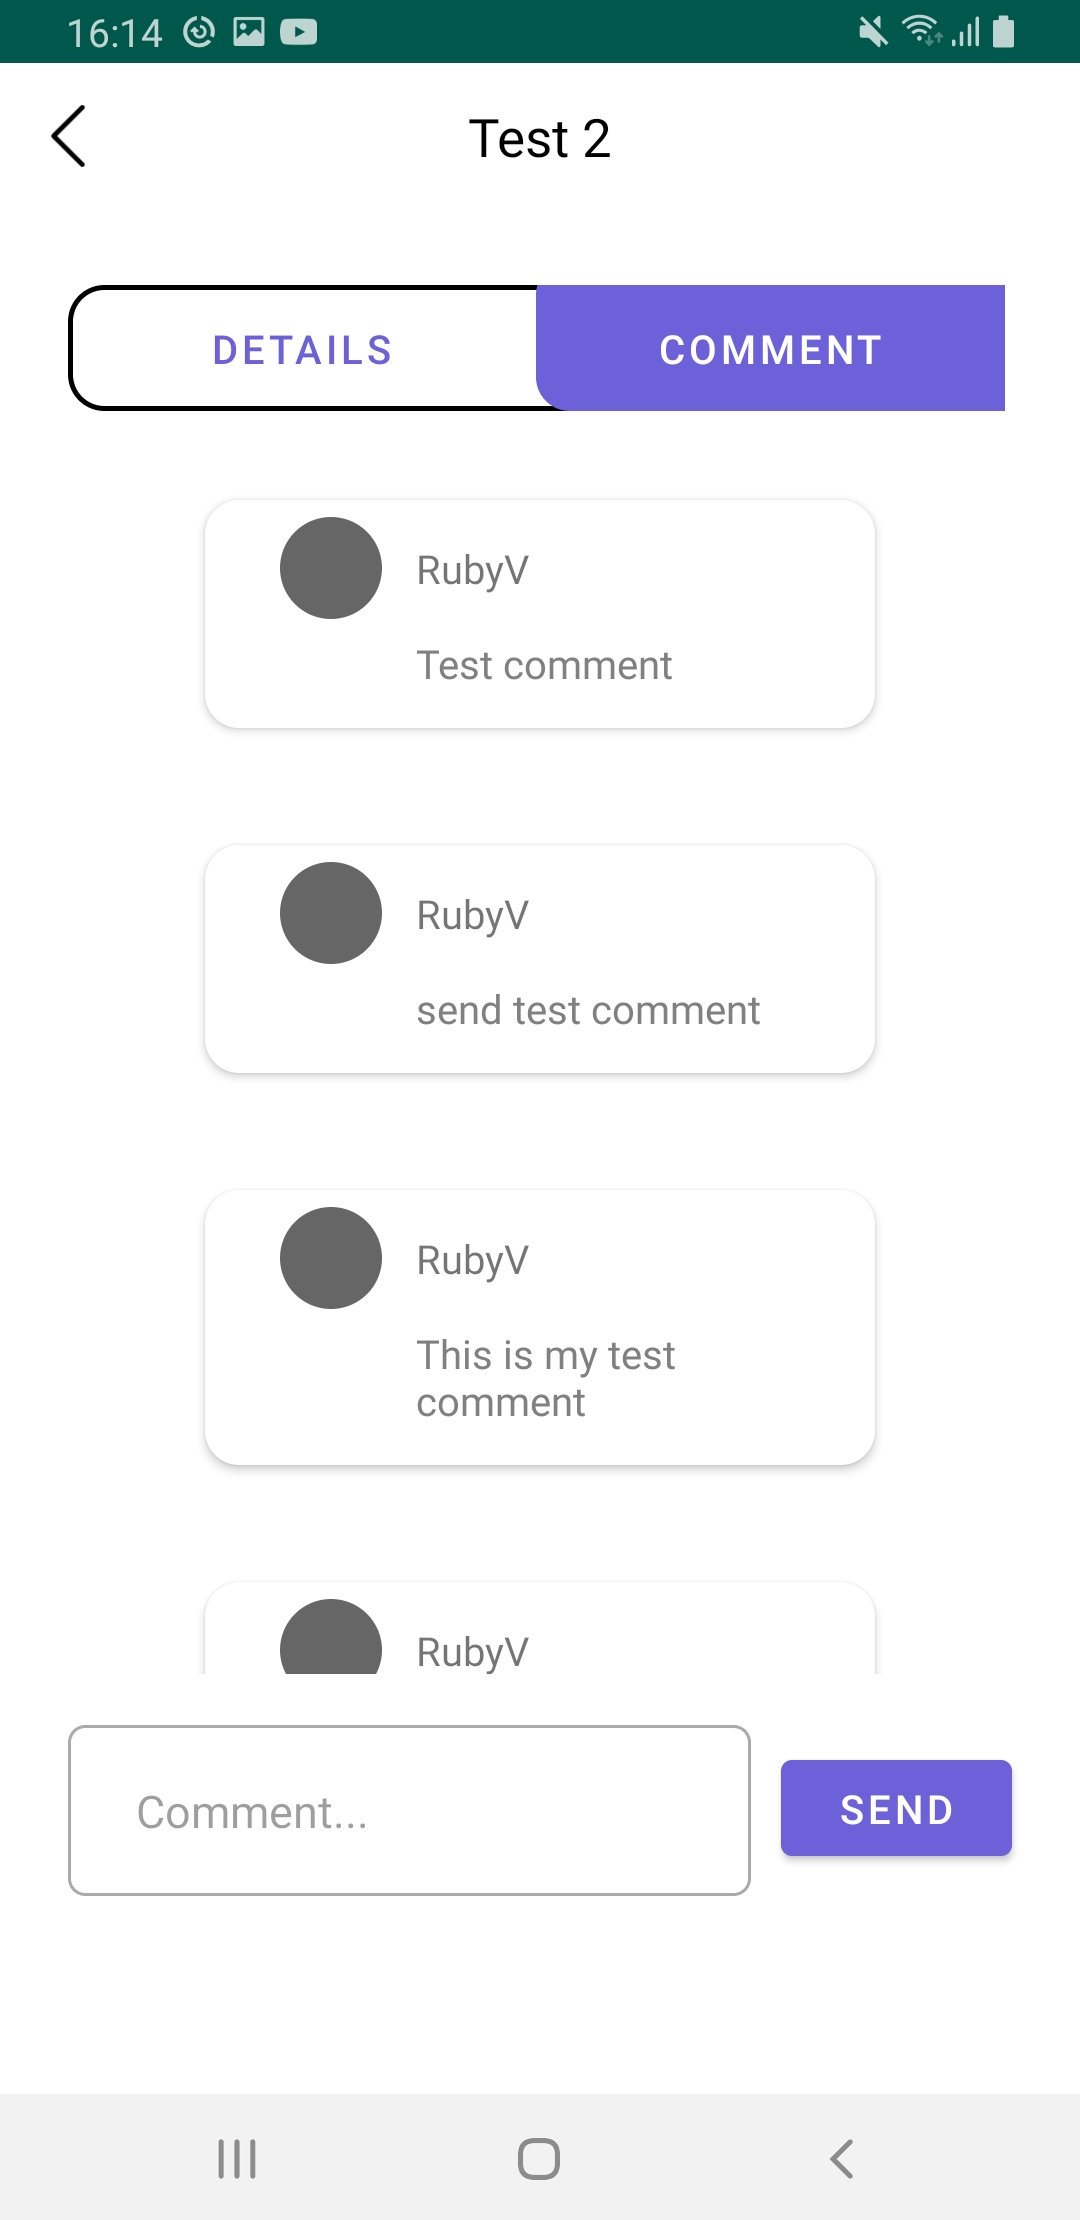 16:14
Test 2
DETAILS
COMMENT
RubyV
Test comment
RubyV
send test comment
RubyV
This is my test
comment
RubyV
Comment...
SEND